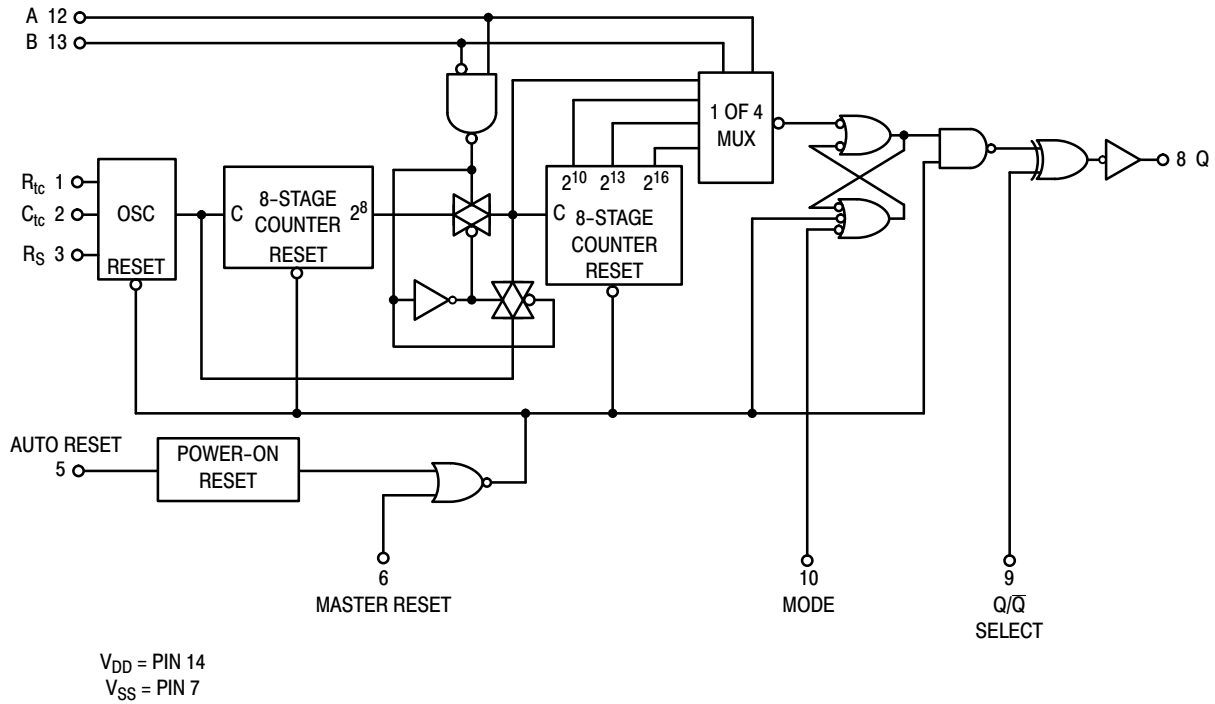 A 12
B 13
1 OF 4
MUX
R_tc 1
C_tc 2
R_S 3
OSC
RESET
C 8-STAGE
COUNTER
RESET
2^8
2^10 2^13 2^16
C 8-STAGE
COUNTER
RESET
8 Q
AUTO RESET
5
POWER-ON
RESET
6
MASTER RESET
10
MODE
9
Q/Q̅
SELECT
V_DD = PIN 14
V_SS = PIN 7